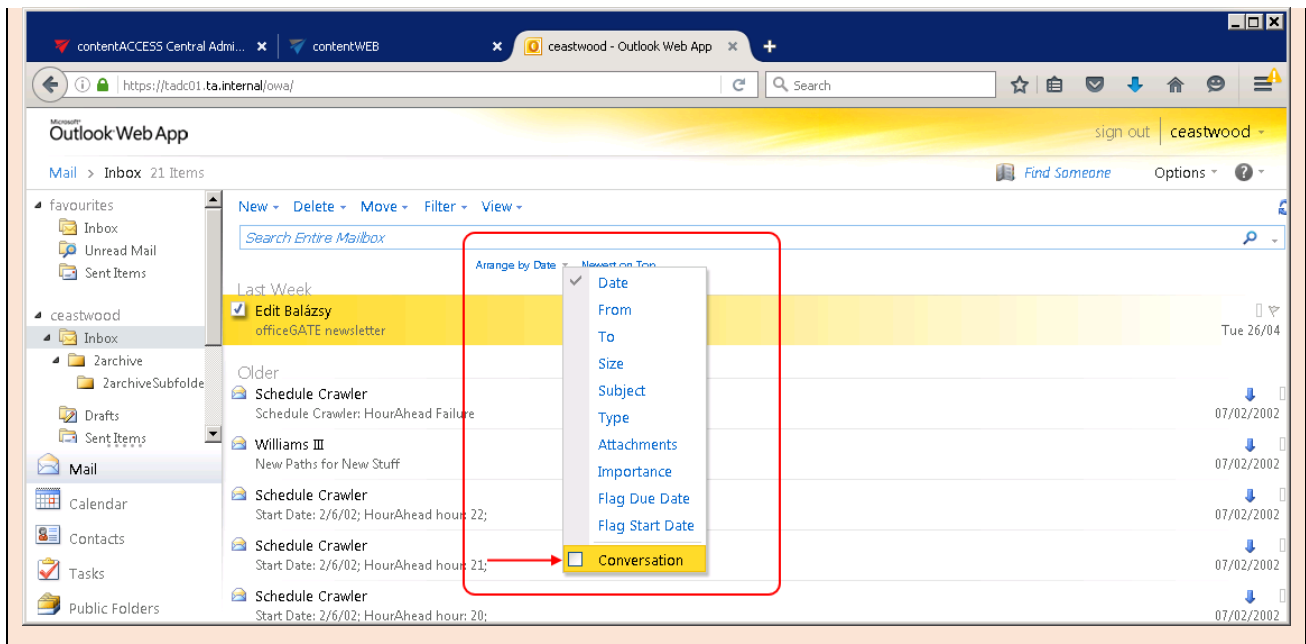 contentACCESS Central Admi...
contentWEB
ceastwood - Outlook Web App
https://tadc01.ta.internal/owa/
Search
Microsoft®
Outlook Web App
sign out
ceastwood
Mail > Inbox 21 Items
Find Someone
Options
favourites
Inbox
Unread Mail
Sent Items
ceastwood
Inbox
2archive
2archiveSubfolde
Drafts
Sent Items
Mail
Calendar
Contacts
Tasks
Public Folders
New Delete Move Filter View
Search Entire Mailbox
Arrange by Date Newest on Top
Last Week
Edit Balázsy
officeGATE newsletter
Tue 26/04
Older
Schedule Crawler
Schedule Crawler: HourAhead Failure
07/02/2002
Williams III
New Paths for New Stuff
07/02/2002
Schedule Crawler
Start Date: 2/6/02; HourAhead hour: 22;
07/02/2002
Schedule Crawler
Start Date: 2/6/02; HourAhead hour: 21;
07/02/2002
Schedule Crawler
Start Date: 2/6/02; HourAhead hour: 20;
07/02/2002
Date
From
To
Size
Subject
Type
Attachments
Importance
Flag Due Date
Flag Start Date
Conversation